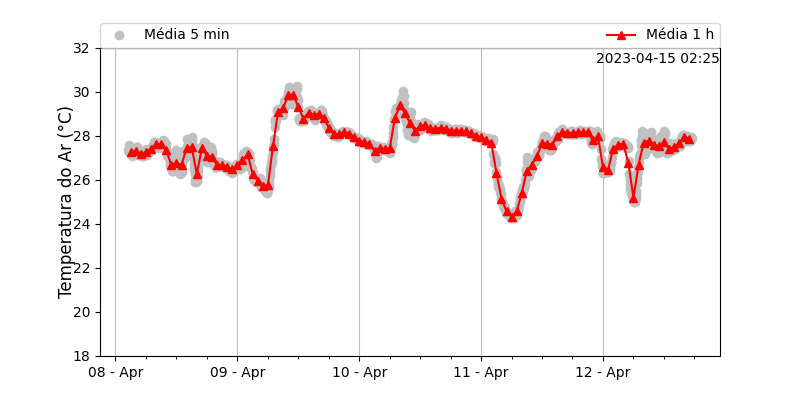 Média 5 min
Média 1 h
2023-04-15 02:25
Temperatura do Ar (°C)
32
30
28
26
24
22
20
18
08 - Apr
09 - Apr
10 - Apr
11 - Apr
12 - Apr